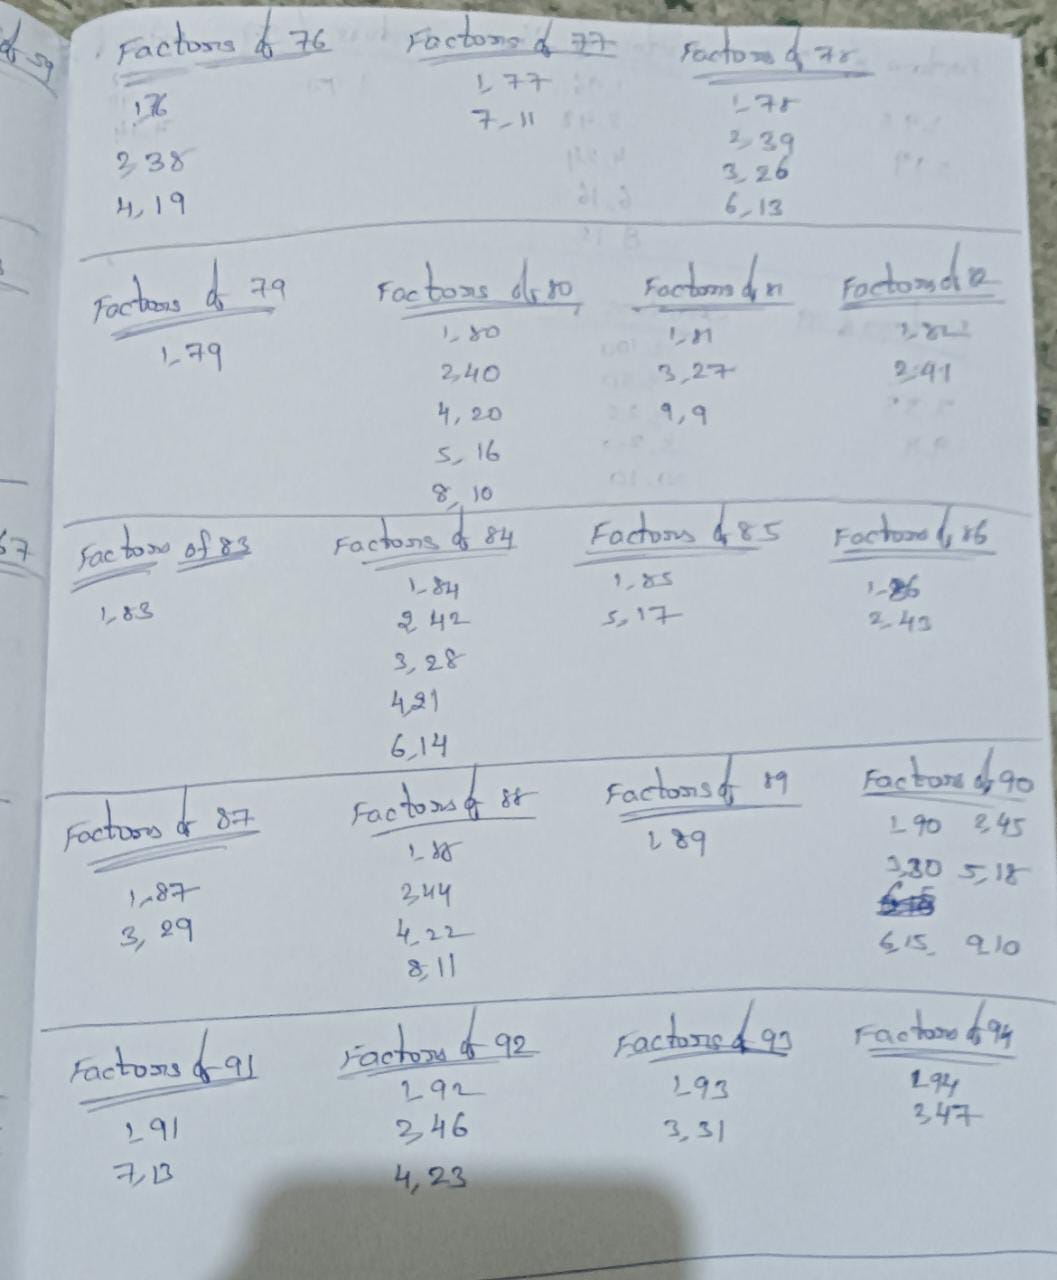 of 59
Factors of 76
1,76
2,38
4,19
Factors of 77
1,77
7,11
Factors of 78
1,78
2,39
3,26
6,13
Factors of 79
1,79
Factors of 80
1,80
2,40
4,20
5,16
8,10
Factors of 81
1,81
3,27
9,9
Factors of 82
1,82
2,41
67
Factors of 83
1,83
Factors of 84
1,84
2,42
3,28
4,21
6,14
Factors of 85
1,85
5,17
Factors of 86
1,86
2,43
Factors of 87
1,87
3,29
Factors of 88
1,88
2,44
4,22
8,11
Factors of 89
1,89
Factors of 90
1,90 2,45
3,30 5,18
6,15, 9,10
Factors of 91
1,91
7,13
Factors of 92
1,92
2,46
4,23
Factors of 93
1,93
3,31
Factors of 94
1,94
2,47